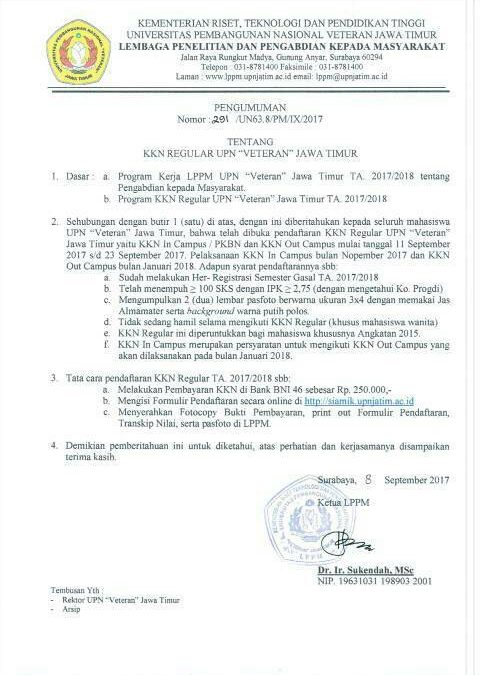 KEMENTERIAN RISET, TEKNOLOGI DAN PENDIDIKAN TINGGI
UNIVERSITAS PEMBANGUNAN NASIONAL VETERAN JAWA TIMUR
LEMBAGA PENELITIAN DAN PENGABDIAN KEPADA MASYARAKAT
Jalan Raya Rungkut Madya, Gunung Anyar, Surabaya 60294
Telepon : 031-8781400 Faksimile : 031-8781400
Laman : www.lppm.upnjatim.ac.id email: lppm@upnjatim.ac.id
PENGUMUMAN
Nomor : 291 /UN63.8/PM/IX/2017
TENTANG
KKN REGULAR UPN "VETERAN" JAWA TIMUR
1. Dasar : a. Program Kerja LPPM UPN "Veteran" Jawa Timur TA. 2017/2018 tentang
Pengabdian kepada Masyarakat.
b. Program KKN Regular UPN "Veteran" Jawa Timur TA. 2017/2018
2. Sehubungan dengan butir 1 (satu) di atas, dengan ini diberitahukan kepada seluruh mahasiswa
UPN "Veteran" Jawa Timur, bahwa telah dibuka pendaftaran KKN Regular UPN "Veteran"
Jawa Timur yaitu KKN In Campus / PKBN dan KKN Out Campus mulai tanggal 11 September
2017 s/d 23 September 2017. Pelaksanaan KKN In Campus bulan Nopember 2017 dan KKN
Out Campus bulan Januari 2018. Adapun syarat pendaftarannya sbb:
a. Sudah melakukan Her- Registrasi Semester Gasal TA. 2017/2018
b. Telah menempuh ≥ 100 SKS dengan IPK ≥ 2,75 (dengan mengetahui Ko. Progdi)
c. Mengumpulkan 2 (dua) lembar pasfoto berwarna ukuran 3x4 dengan memakai Jas
Almamater serta background warna putih polos.
d. Tidak sedang hamil selama mengikuti KKN Regular (khusus mahasiswa wanita)
e. KKN Regular ini diperuntukkan bagi mahasiswa khususnya Angkatan 2015.
f. KKN In Campus merupakan persyaratan untuk mengikuti KKN Out Campus yang
akan dilaksanakan pada bulan Januari 2018.
3. Tata cara pendaftaran KKN Regular TA. 2017/2018 sbb:
a. Melakukan Pembayaran KKN di Bank BNI 46 sebesar Rp. 250.000,-
b. Mengisi Formulir Pendaftaran secara online di http://siamik.upnjatim.ac.id
c. Menyerahkan Fotocopy Bukti Pembayaran, print out Formulir Pendaftaran,
Transkip Nilai, serta pasfoto di LPPM.
4. Demikian pemberitahuan ini untuk diketahui, atas perhatian dan kerjasamanya disampaikan
terima kasih.
Surabaya, 8 September 2017
Ketua LPPM
LPPM
Dr. Ir. Sukendah, MSc
NIP. 19631031 198903 2001
Tembusan Yth :
- Rektor UPN "Veteran" Jawa Timur
- Arsip